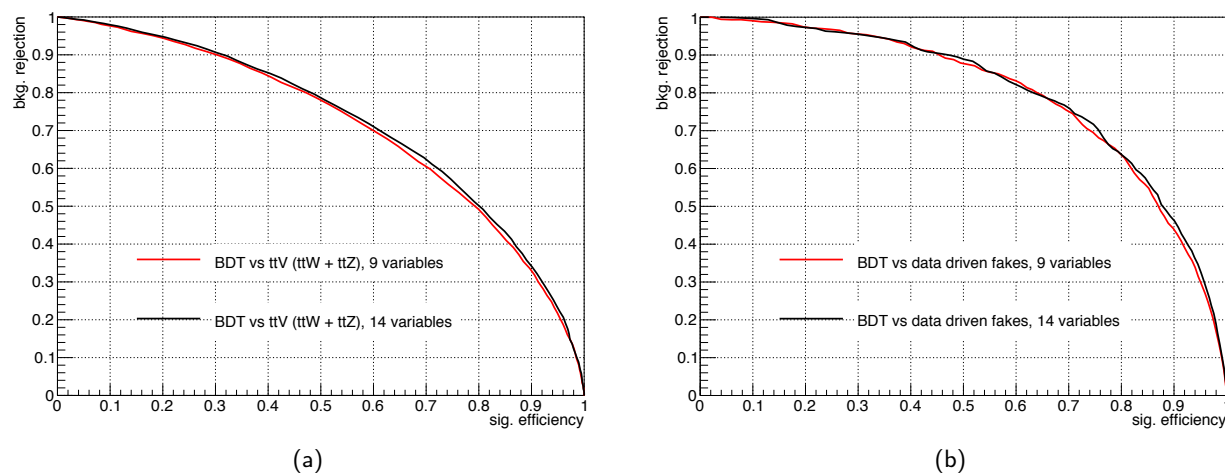 bkg. rejection
1
0.9
0.8
0.7
0.6
0.5
0.4
0.3
0.2
0.1
0
BDT vs ttV (ttW + ttZ), 9 variables
BDT vs ttV (ttW + ttZ), 14 variables
0 0.1 0.2 0.3 0.4 0.5 0.6 0.7 0.8 0.9 1
sig. efficiency
(a)
bkg. rejection
1
0.9
0.8
0.7
0.6
0.5
0.4
0.3
0.2
0.1
0
BDT vs data driven fakes, 9 variables
BDT vs data driven fakes, 14 variables
0 0.1 0.2 0.3 0.4 0.5 0.6 0.7 0.8 0.9 1
sig. efficiency
(b)